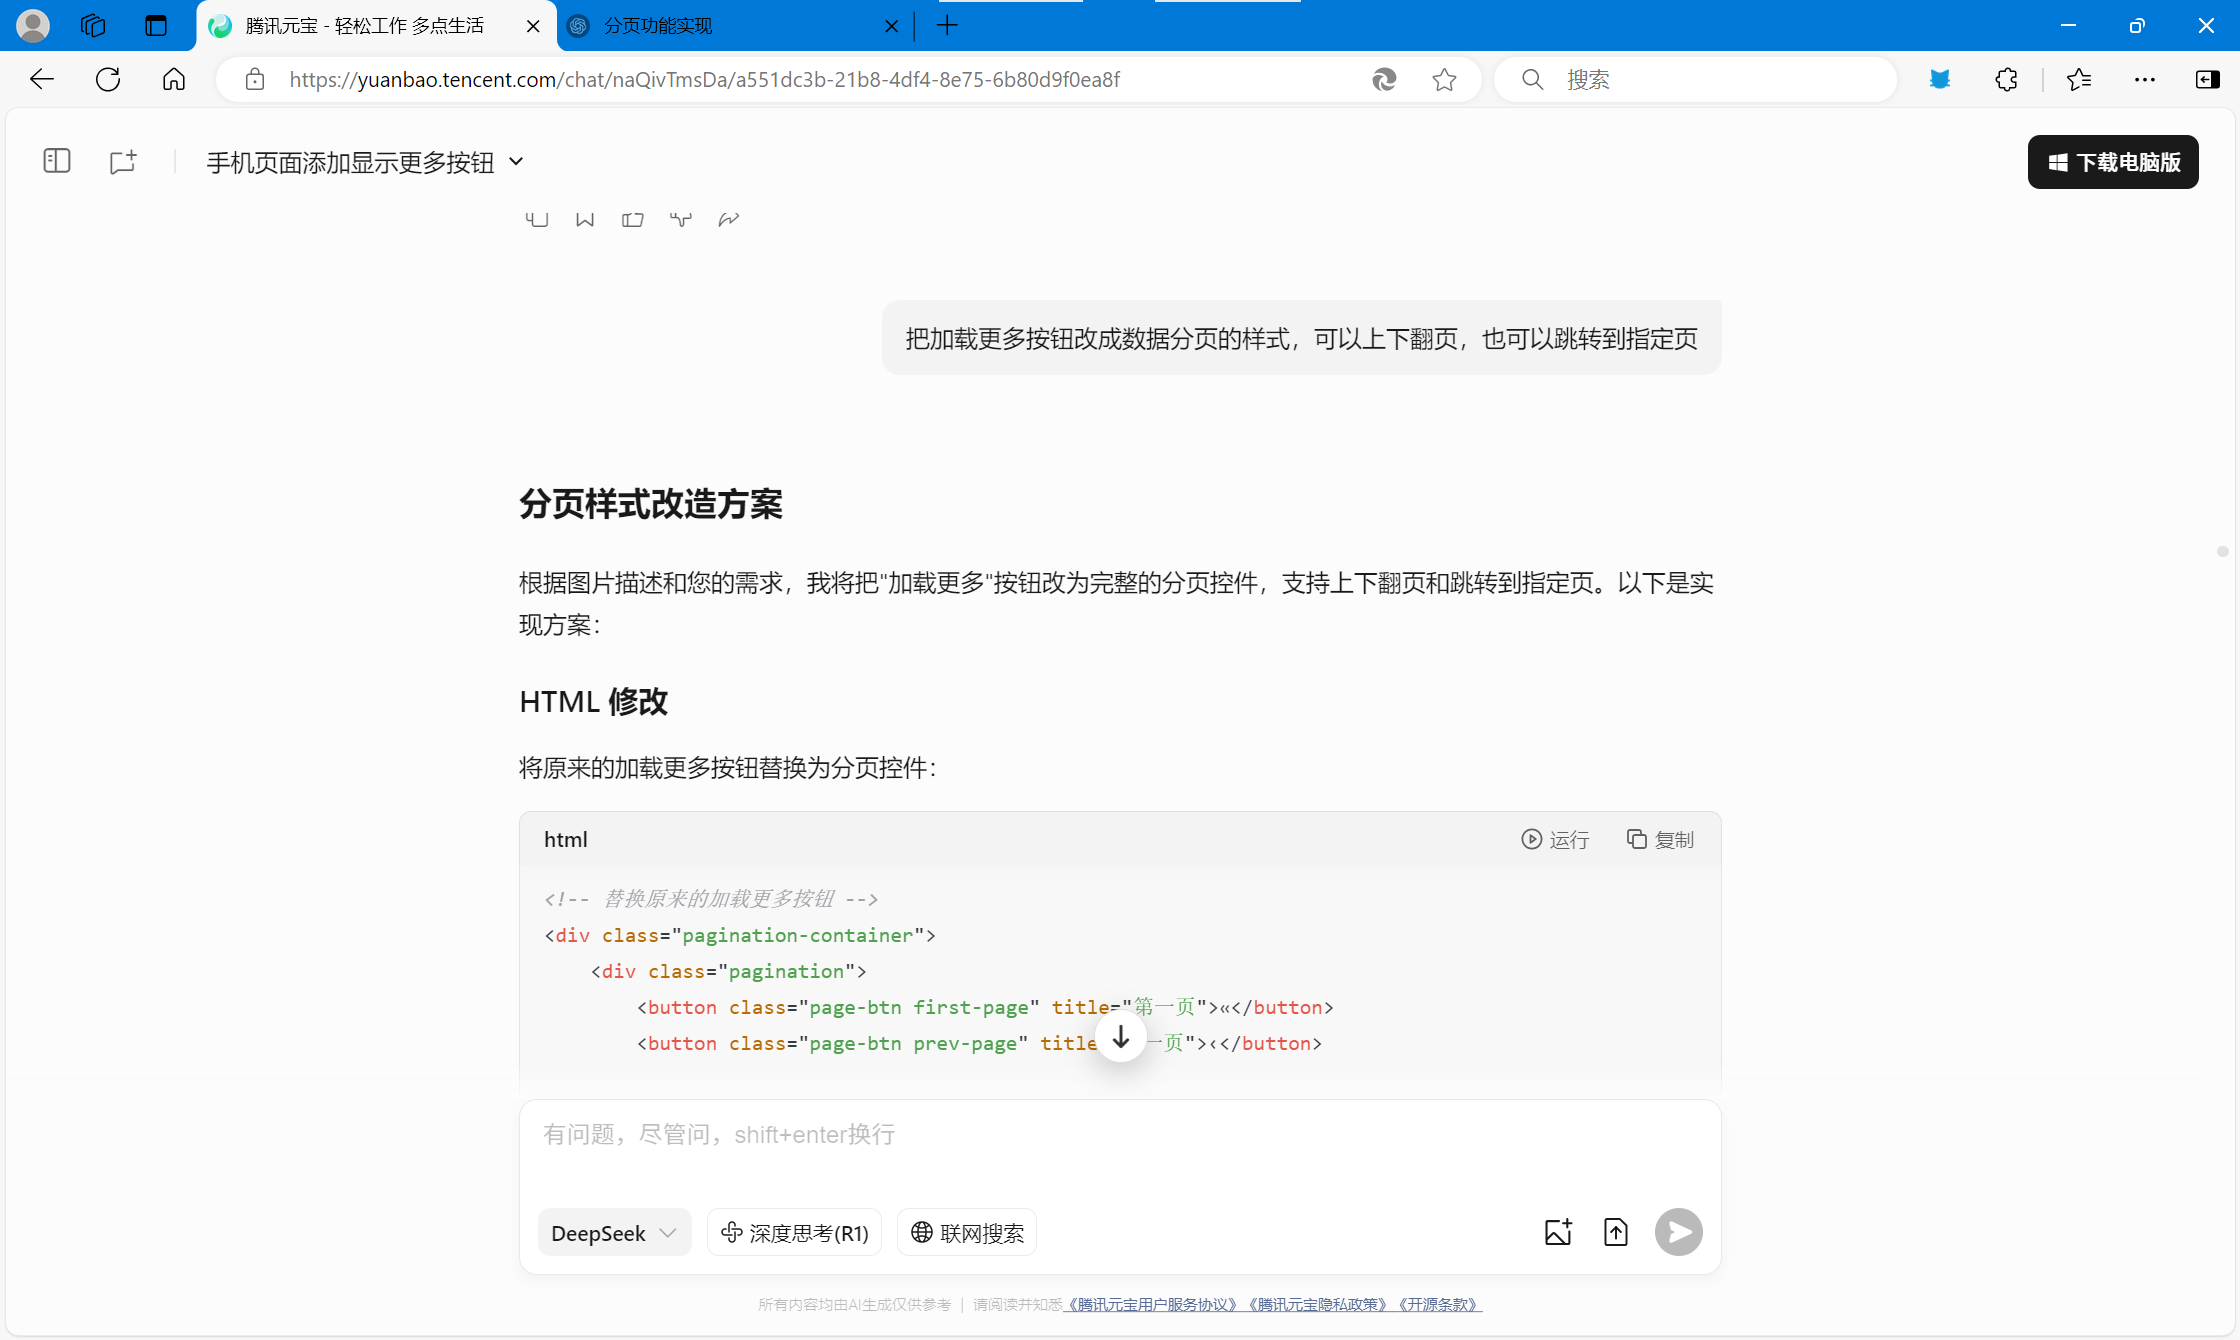 腾讯元宝 - 轻松工作 多点生活
分页功能实现
https://yuanbao.tencent.com/chat/naQivTmsDa/a551dc3b-21b8-4df4-8e75-6b80d9f0ea8f
搜索
手机页面添加显示更多按钮
下载电脑版
把加载更多按钮改成数据分页的样式，可以上下翻页，也可以跳转到指定页
分页样式改造方案
根据图片描述和您的需求，我将把"加载更多"按钮改为完整的分页控件，支持上下翻页和跳转到指定页。以下是实
现方案：
HTML 修改
将原来的加载更多按钮替换为分页控件：
html
运行
复制
<!-- 替换原来的加载更多按钮 -->
<div class="pagination-container">
<div class="pagination">
<button class="page-btn first-page" title="第一页">«</button>
<button class="page-btn prev-page" title 一页">‹</button>
有问题，尽管问，shift+enter换行
DeepSeek
深度思考(R1)
联网搜索
所有内容均由AI生成仅供参考 | 请阅读并知悉《腾讯元宝用户服务协议》《腾讯元宝隐私政策》《开源条款》